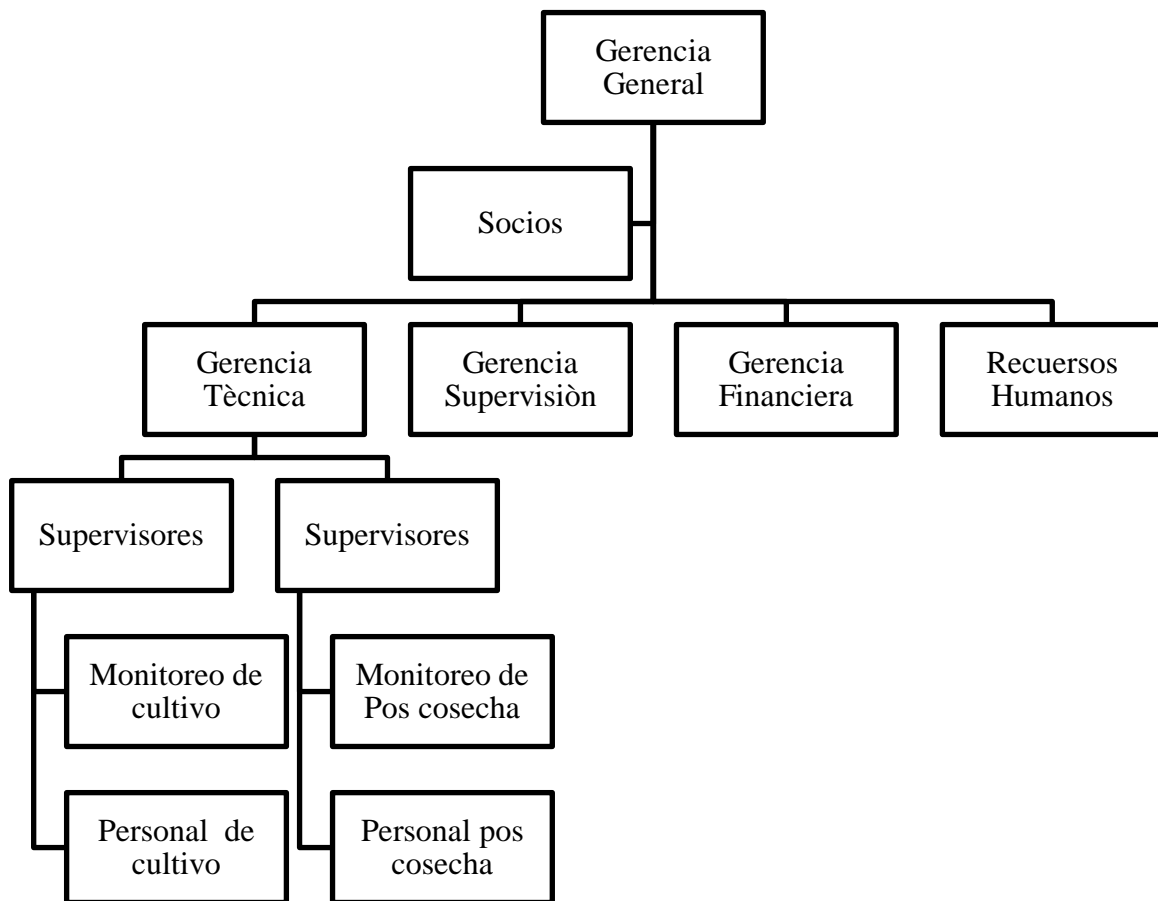 Gerencia
General
Socios
Gerencia
Tècnica
Gerencia
Supervisiòn
Gerencia
Financiera
Recuersos
Humanos
Supervisores
Supervisores
Monitoreo de
cultivo
Monitoreo de
Pos cosecha
Personal  de
cultivo
Personal pos
cosecha